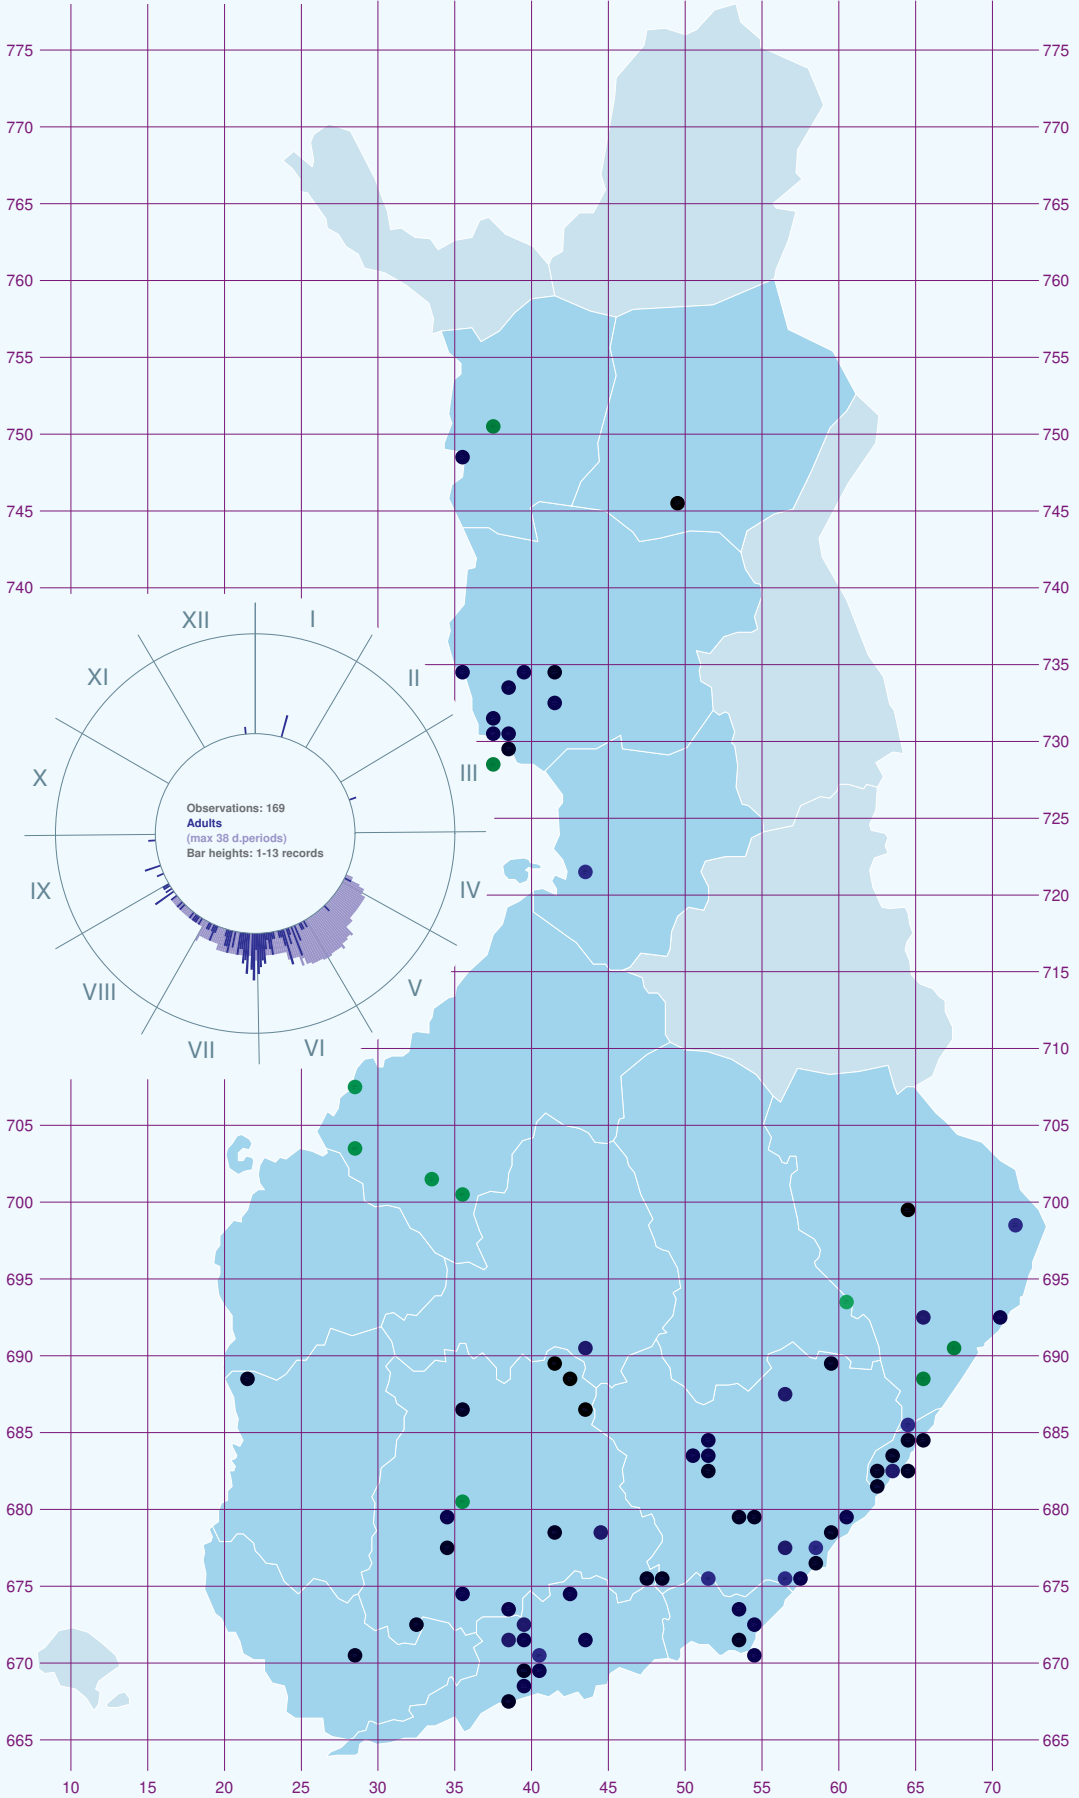 775 775
770 770
765 765
760 760
755 755
750 750
745 745
740 740
XII I
XI II
735
730
X III
Observations: 169
Adults
(max 38 d.periods)
Bar heights: 1-13 records
725
IX IV
720
715
VIII V
VII VI
710
705 705
700 700
695 695
690 690
685 685
680 680
675 675
670 670
665 665
10 15 20 25 30 35 40 45 50 55 60 65 70